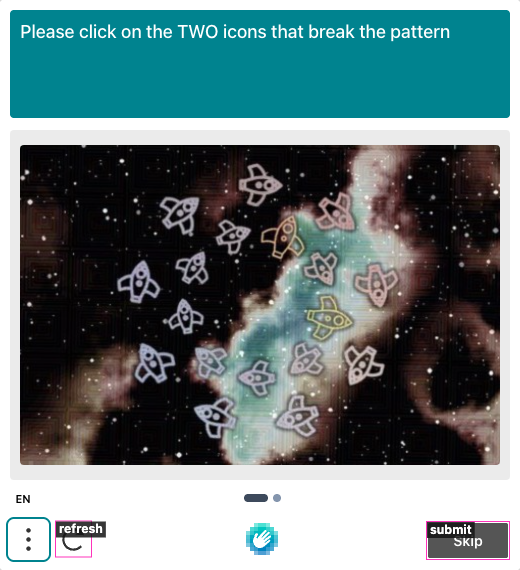 Please click on the TWO icons that break the pattern
EN
refresh
submit
Skip